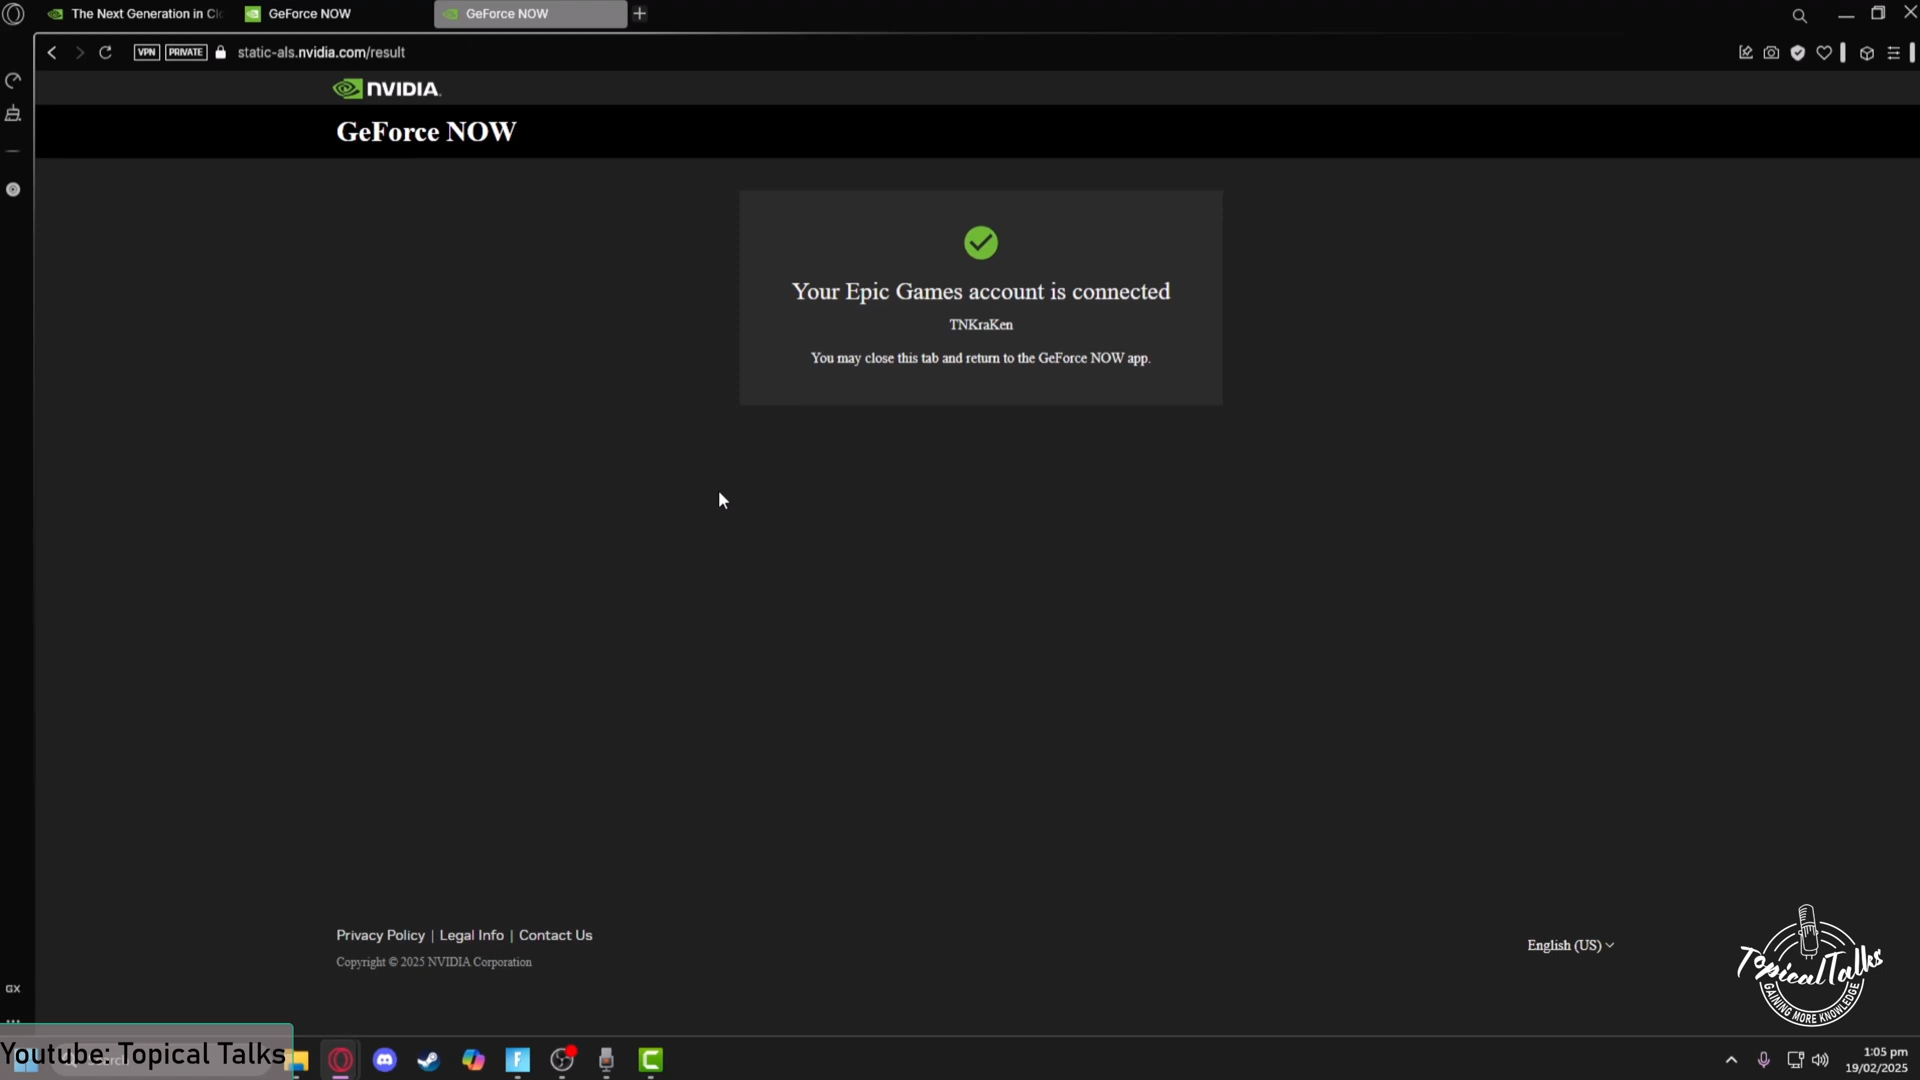 The Next Generation in Cl
GeForce NOW
GeForce NOW
VPN
PRIVATE
static-als.nvidia.com/result
NVIDIA.
GeForce NOW
Your Epic Games account is connected
TNKraKen
You may close this tab and return to the GeForce NOW app.
Privacy Policy | Legal Info | Contact Us
Copyright © 2025 NVIDIA Corporation
English (US)
Topical Talks
GAINING MORE KNOWLEDGE
GX
Youtube: Topical Talks
1:05 pm
19/02/2025